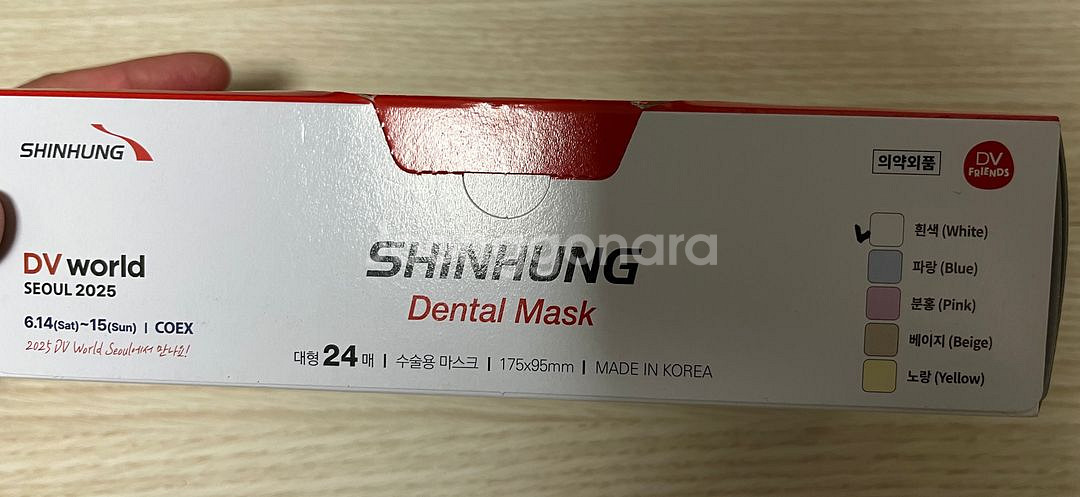 SHINHUNG
의약외품
DV
FRIENDS
DV world
SEOUL 2025
6.14(Sat)~15(Sun) | COEX
2025 DV World Seoul에서 만나요!
SHINHUNG
Dental Mask
대형 24매 | 수술용 마스크 | 175x95mm | MADE IN KOREA
흰색 (White)
파랑 (Blue)
분홍 (Pink)
베이지 (Beige)
노랑 (Yellow)